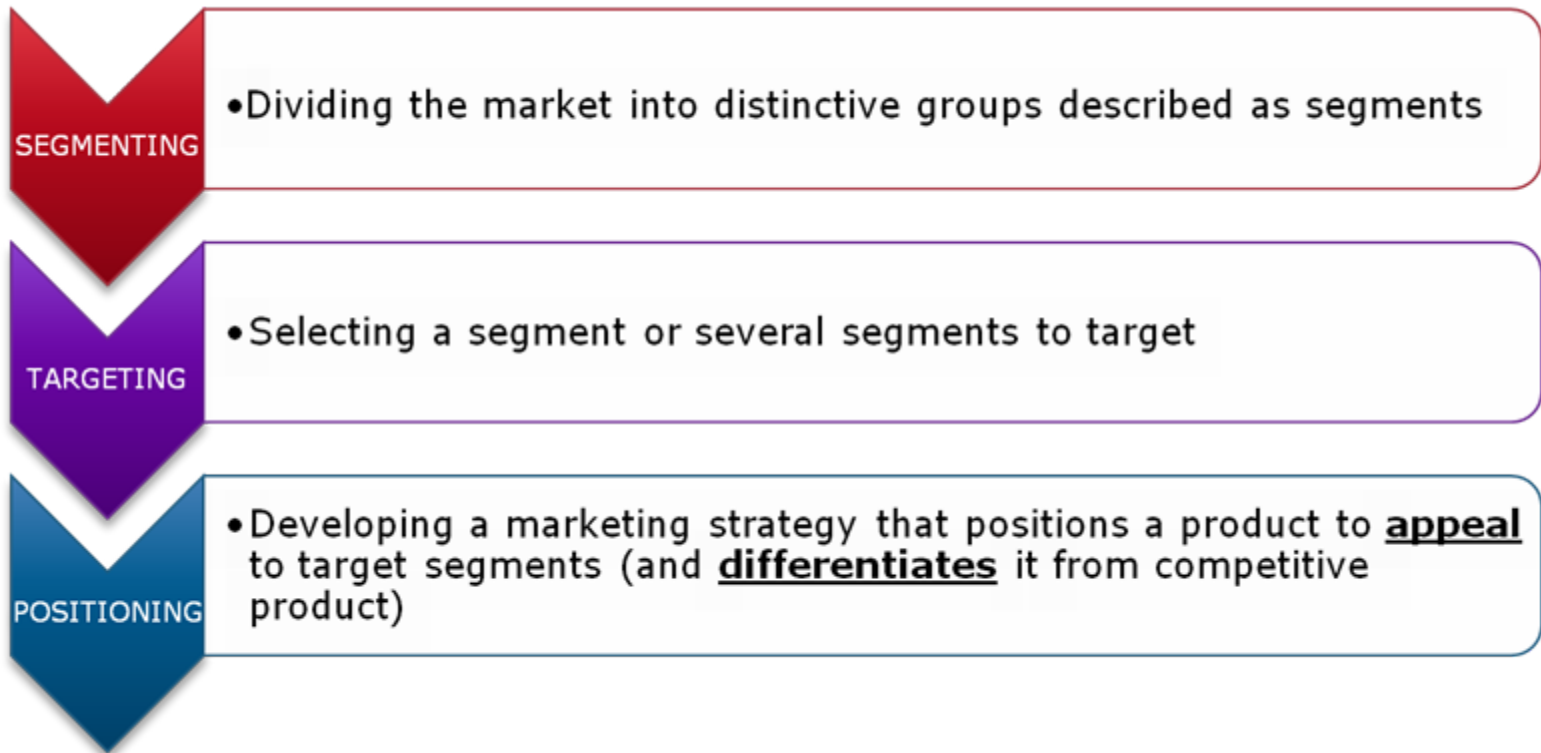 SEGMENTING
•Dividing the market into distinctive groups described as segments
TARGETING
•Selecting a segment or several segments to target
POSITIONING
•Developing a marketing strategy that positions a product to appeal
to target segments (and differentiates it from competitive
product)